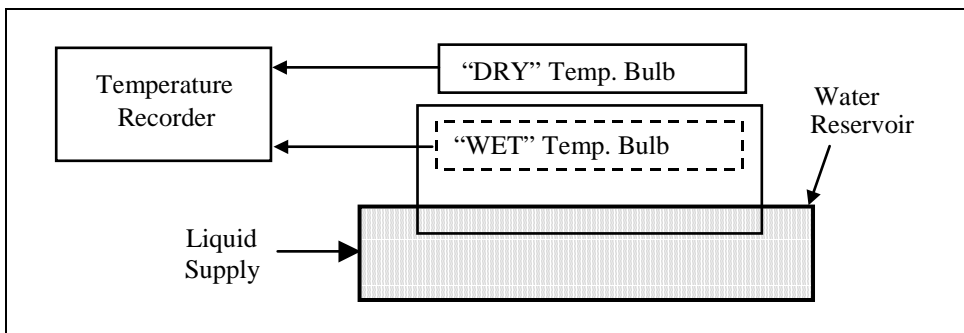 Temperature
Recorder
“DRY” Temp. Bulb
“WET” Temp. Bulb
Water
Reservoir
Liquid
Supply